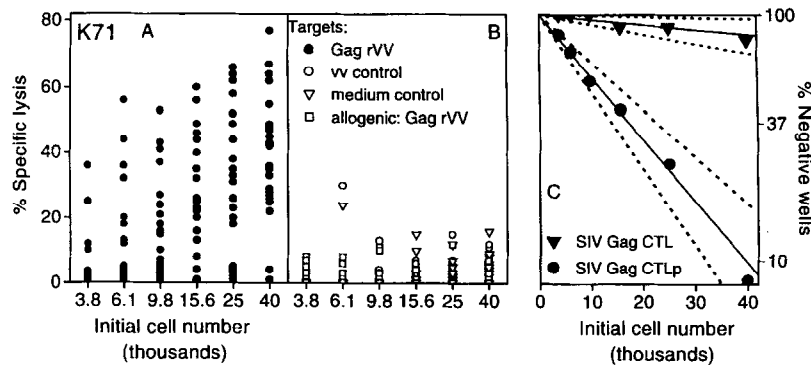 K71 A
80
60
40
20
0
% Specific lysis
3.8 6.1 9.8 15.6 25 40
Initial cell number
(thousands)
B
Targets:
Gag rVV
vv control
medium control
allogenic: Gag rVV
3.8 6.1 9.8 15.6 25 40
C
SIV Gag CTL
SIV Gag CTLp
100
37
10
% Negative wells
0 10 20 30 40
Initial cell number
(thousands)